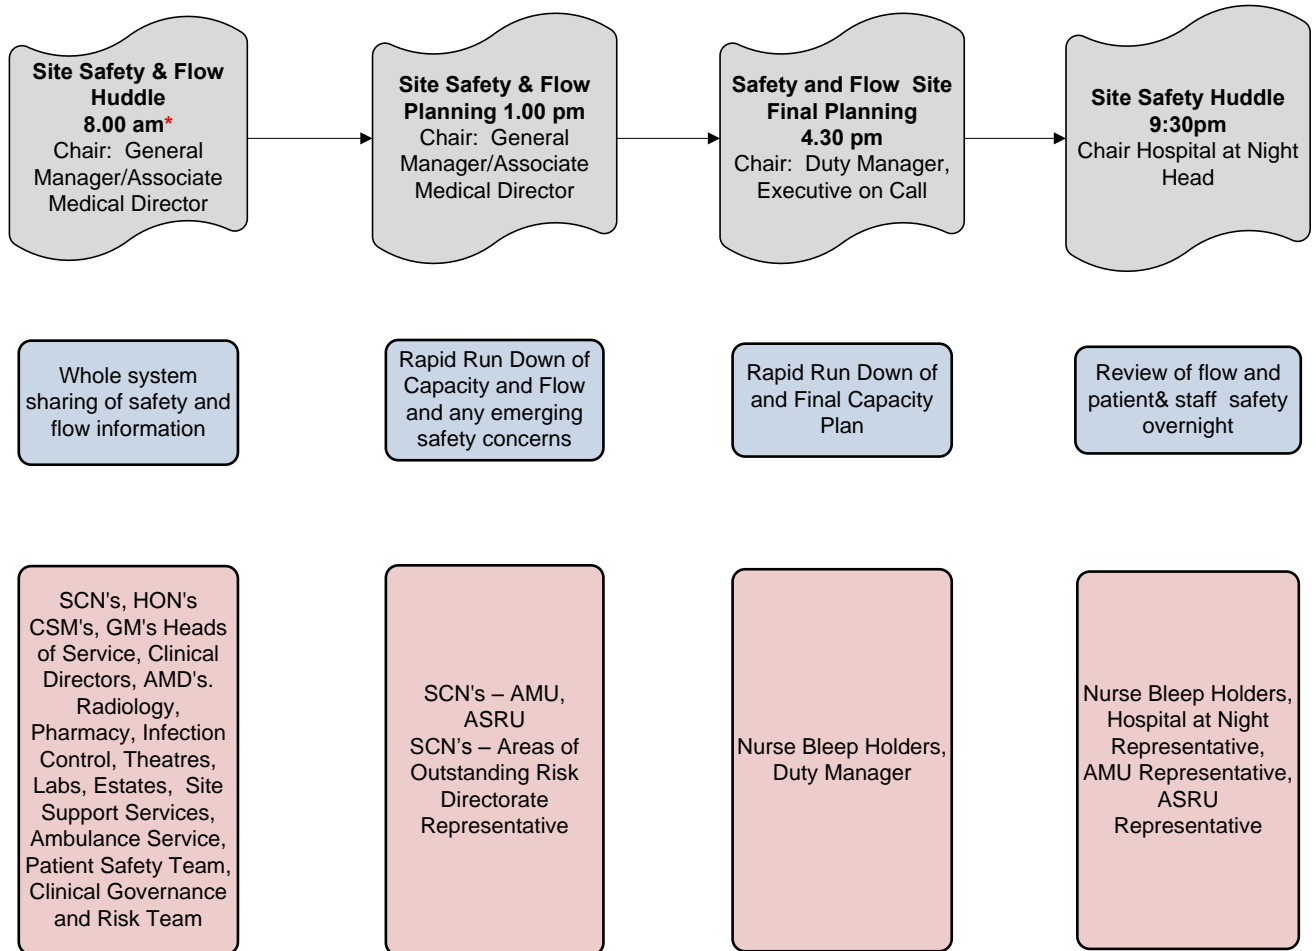 Site Safety & Flow
Huddle
8.00 am*
Chair: General
Manager/Associate
Medical Director
Site Safety & Flow
Planning 1.00 pm
Chair: General
Manager/Associate
Medical Director
Safety and Flow Site
Final Planning
4.30 pm
Chair: Duty Manager,
Executive on Call
Site Safety Huddle
9:30pm
Chair Hospital at Night
Head
Whole system
sharing of safety and
flow information
Rapid Run Down of
Capacity and Flow
and any emerging
safety concerns
Rapid Run Down of
and Final Capacity
Plan
Review of flow and
patient& staff safety
overnight
SCN's, HON's
CSM's, GM's Heads
of Service, Clinical
Directors, AMD's.
Radiology,
Pharmacy, Infection
Control, Theatres,
Labs, Estates, Site
Support Services,
Ambulance Service,
Patient Safety Team,
Clinical Governance
and Risk Team
SCN's – AMU,
ASRU
SCN's – Areas of
Outstanding Risk
Directorate
Representative
Nurse Bleep Holders,
Duty Manager
Nurse Bleep Holders,
Hospital at Night
Representative,
AMU Representative,
ASRU
Representative